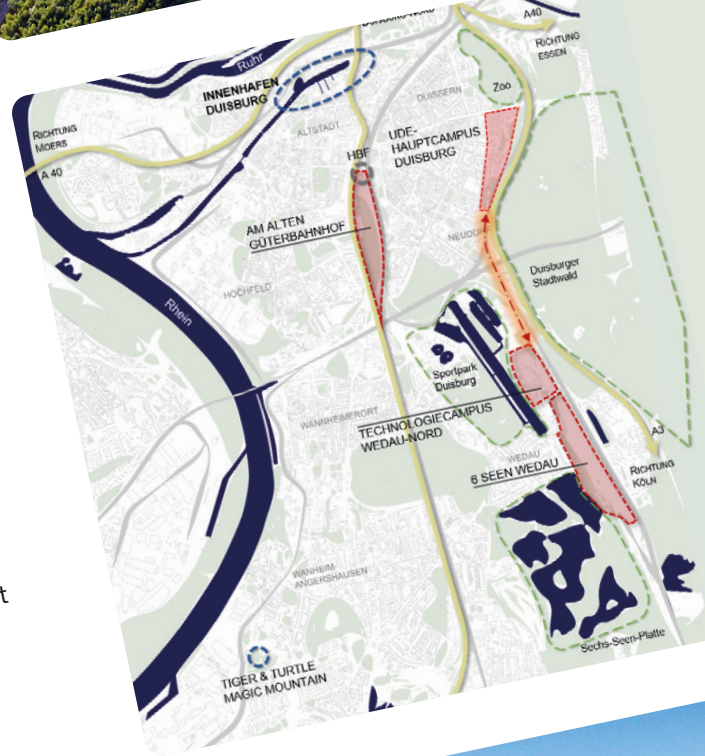 DUISBURG-NORD
A40
RICHTUNG
ESSEN
Ruhr
INNENHAFEN
DUISBURG
Zoo
DUISSERN
RICHTUNG
MOERS
ALTSTADT
UDE-
HAUPTCAMPUS
DUISBURG
HBF
A 40
AM ALTEN
GÜTERBAHNHOF
Duisburger
Stadtwald
HOCHFELD
Rhein
Sportpark
Duisburg
WANNHEIMERORT
TECHNOLOGIECAMPUS
WEDAU-NORD
A3
WEDAU
6 SEEN WEDAU
RICHTUNG
KÖLN
WANHEIM
ANGERSHAUSEN
t
Sechs-Seen-Platte
TIGER & TURTLE
MAGIC MOUNTAIN